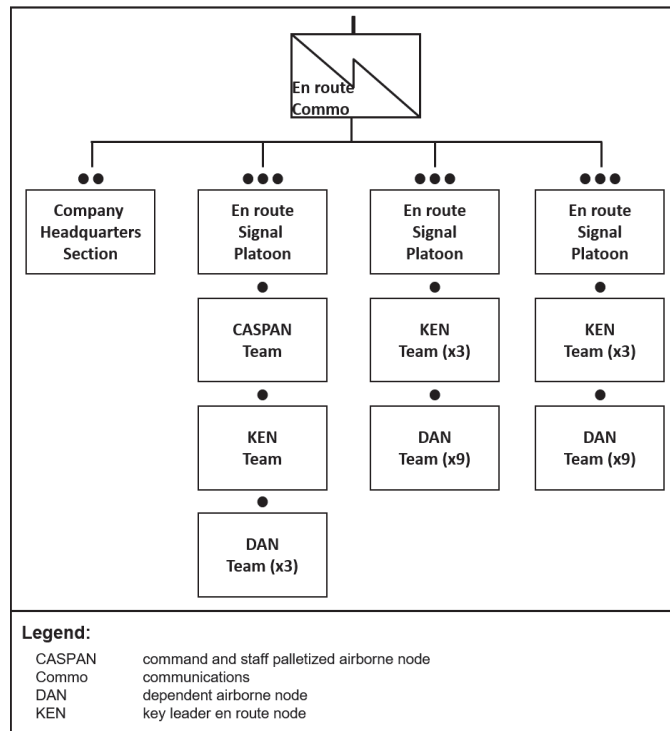 En route
Commo
Company
Headquarters
Section
En route
Signal
Platoon
En route
Signal
Platoon
En route
Signal
Platoon
CASPAN
Team
KEN
Team (x3)
KEN
Team (x3)
KEN
Team
DAN
Team (x9)
DAN
Team (x9)
DAN
Team (x3)
Legend:
CASPAN command and staff palletized airborne node
Commo communications
DAN dependent airborne node
KEN key leader en route node